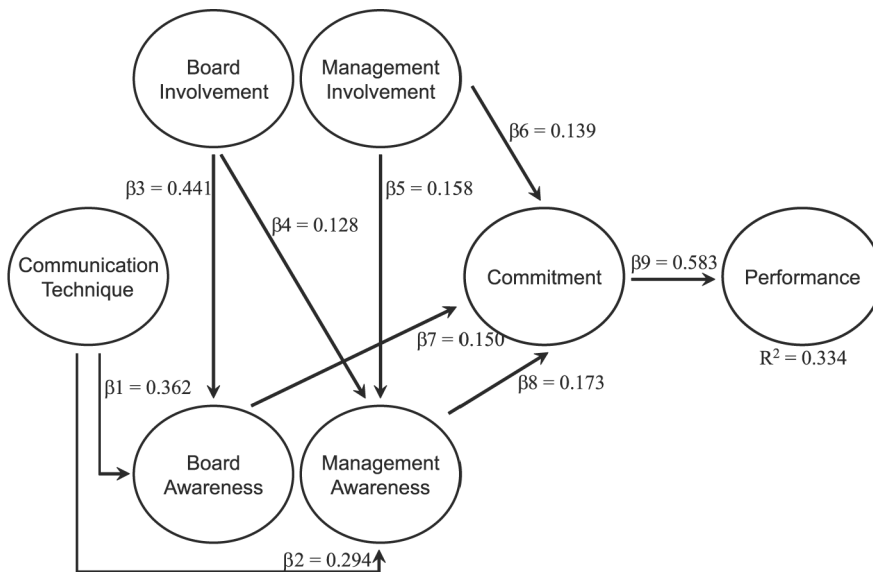 Board
Involvement
Management
Involvement
β6 = 0.139
β3 = 0.441
β5 = 0.158
β4 = 0.128
Communication
Technique
Commitment
β9 = 0.583
Performance
β7 = 0.150
R² = 0.334
β1 = 0.362
β8 = 0.173
Board
Awareness
Management
Awareness
β2 = 0.294